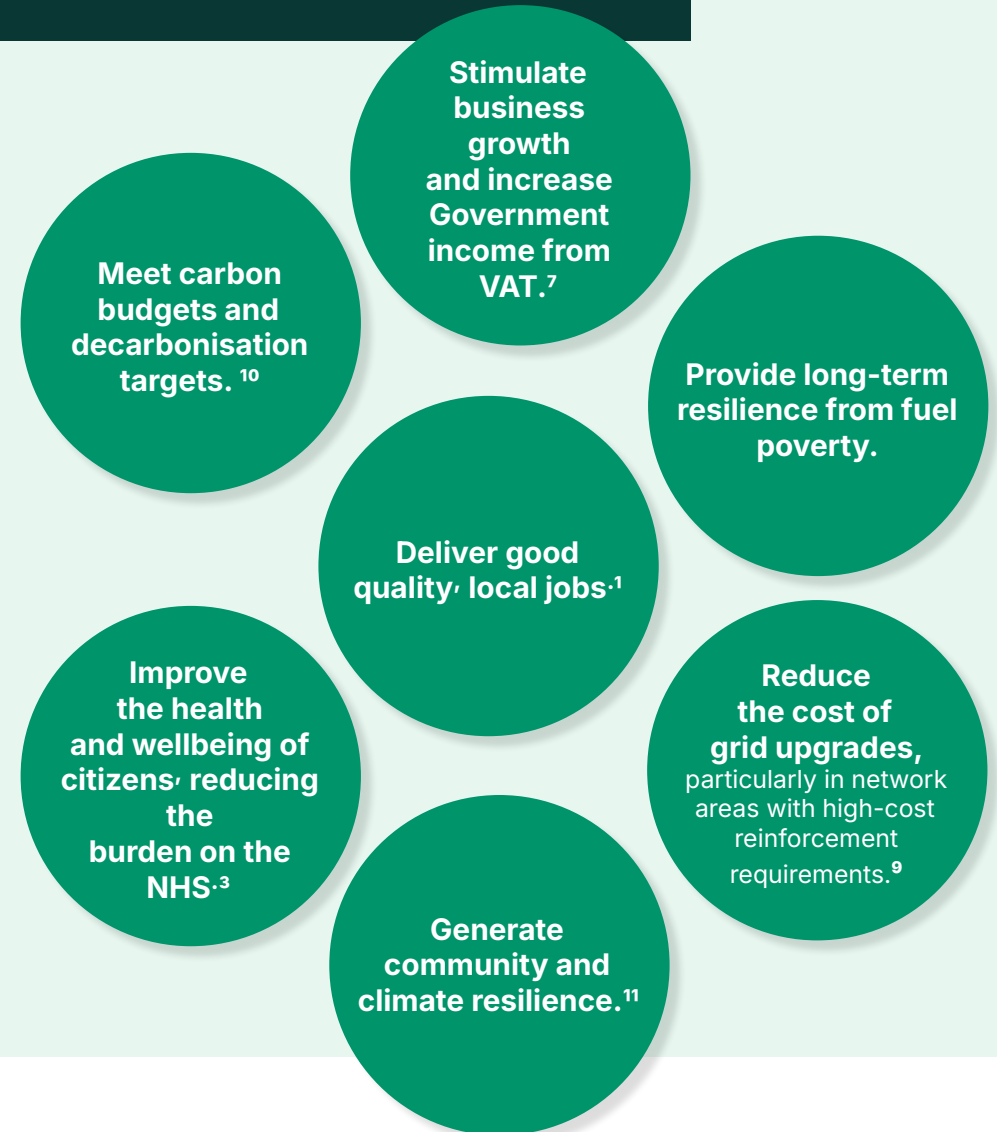 Stimulate
business
growth
and increase
Government
income from
VAT.⁷
Meet carbon
budgets and
decarbonisation
targets. ¹⁰
Provide long-term
resilience from fuel
poverty.
Deliver good
quality, local jobs.¹
Improve
the health
and wellbeing of
citizens, reducing
the
burden on the
NHS.³
Reduce
the cost of
grid upgrades,
particularly in network
areas with high-cost
reinforcement
requirements.⁹
Generate
community and
climate resilience.¹¹